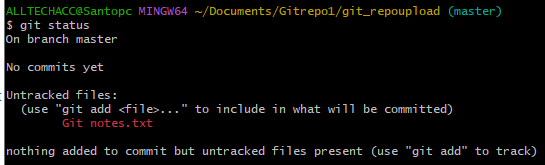 ALLTECHACC@Santopc MINGW64 ~/Documents/Gitrepo1/git_repoupload (master)
$ git status
On branch master
No commits yet
Untracked files:
  (use "git add <file>..." to include in what will be committed)
        Git notes.txt
nothing added to commit but untracked files present (use "git add" to track)